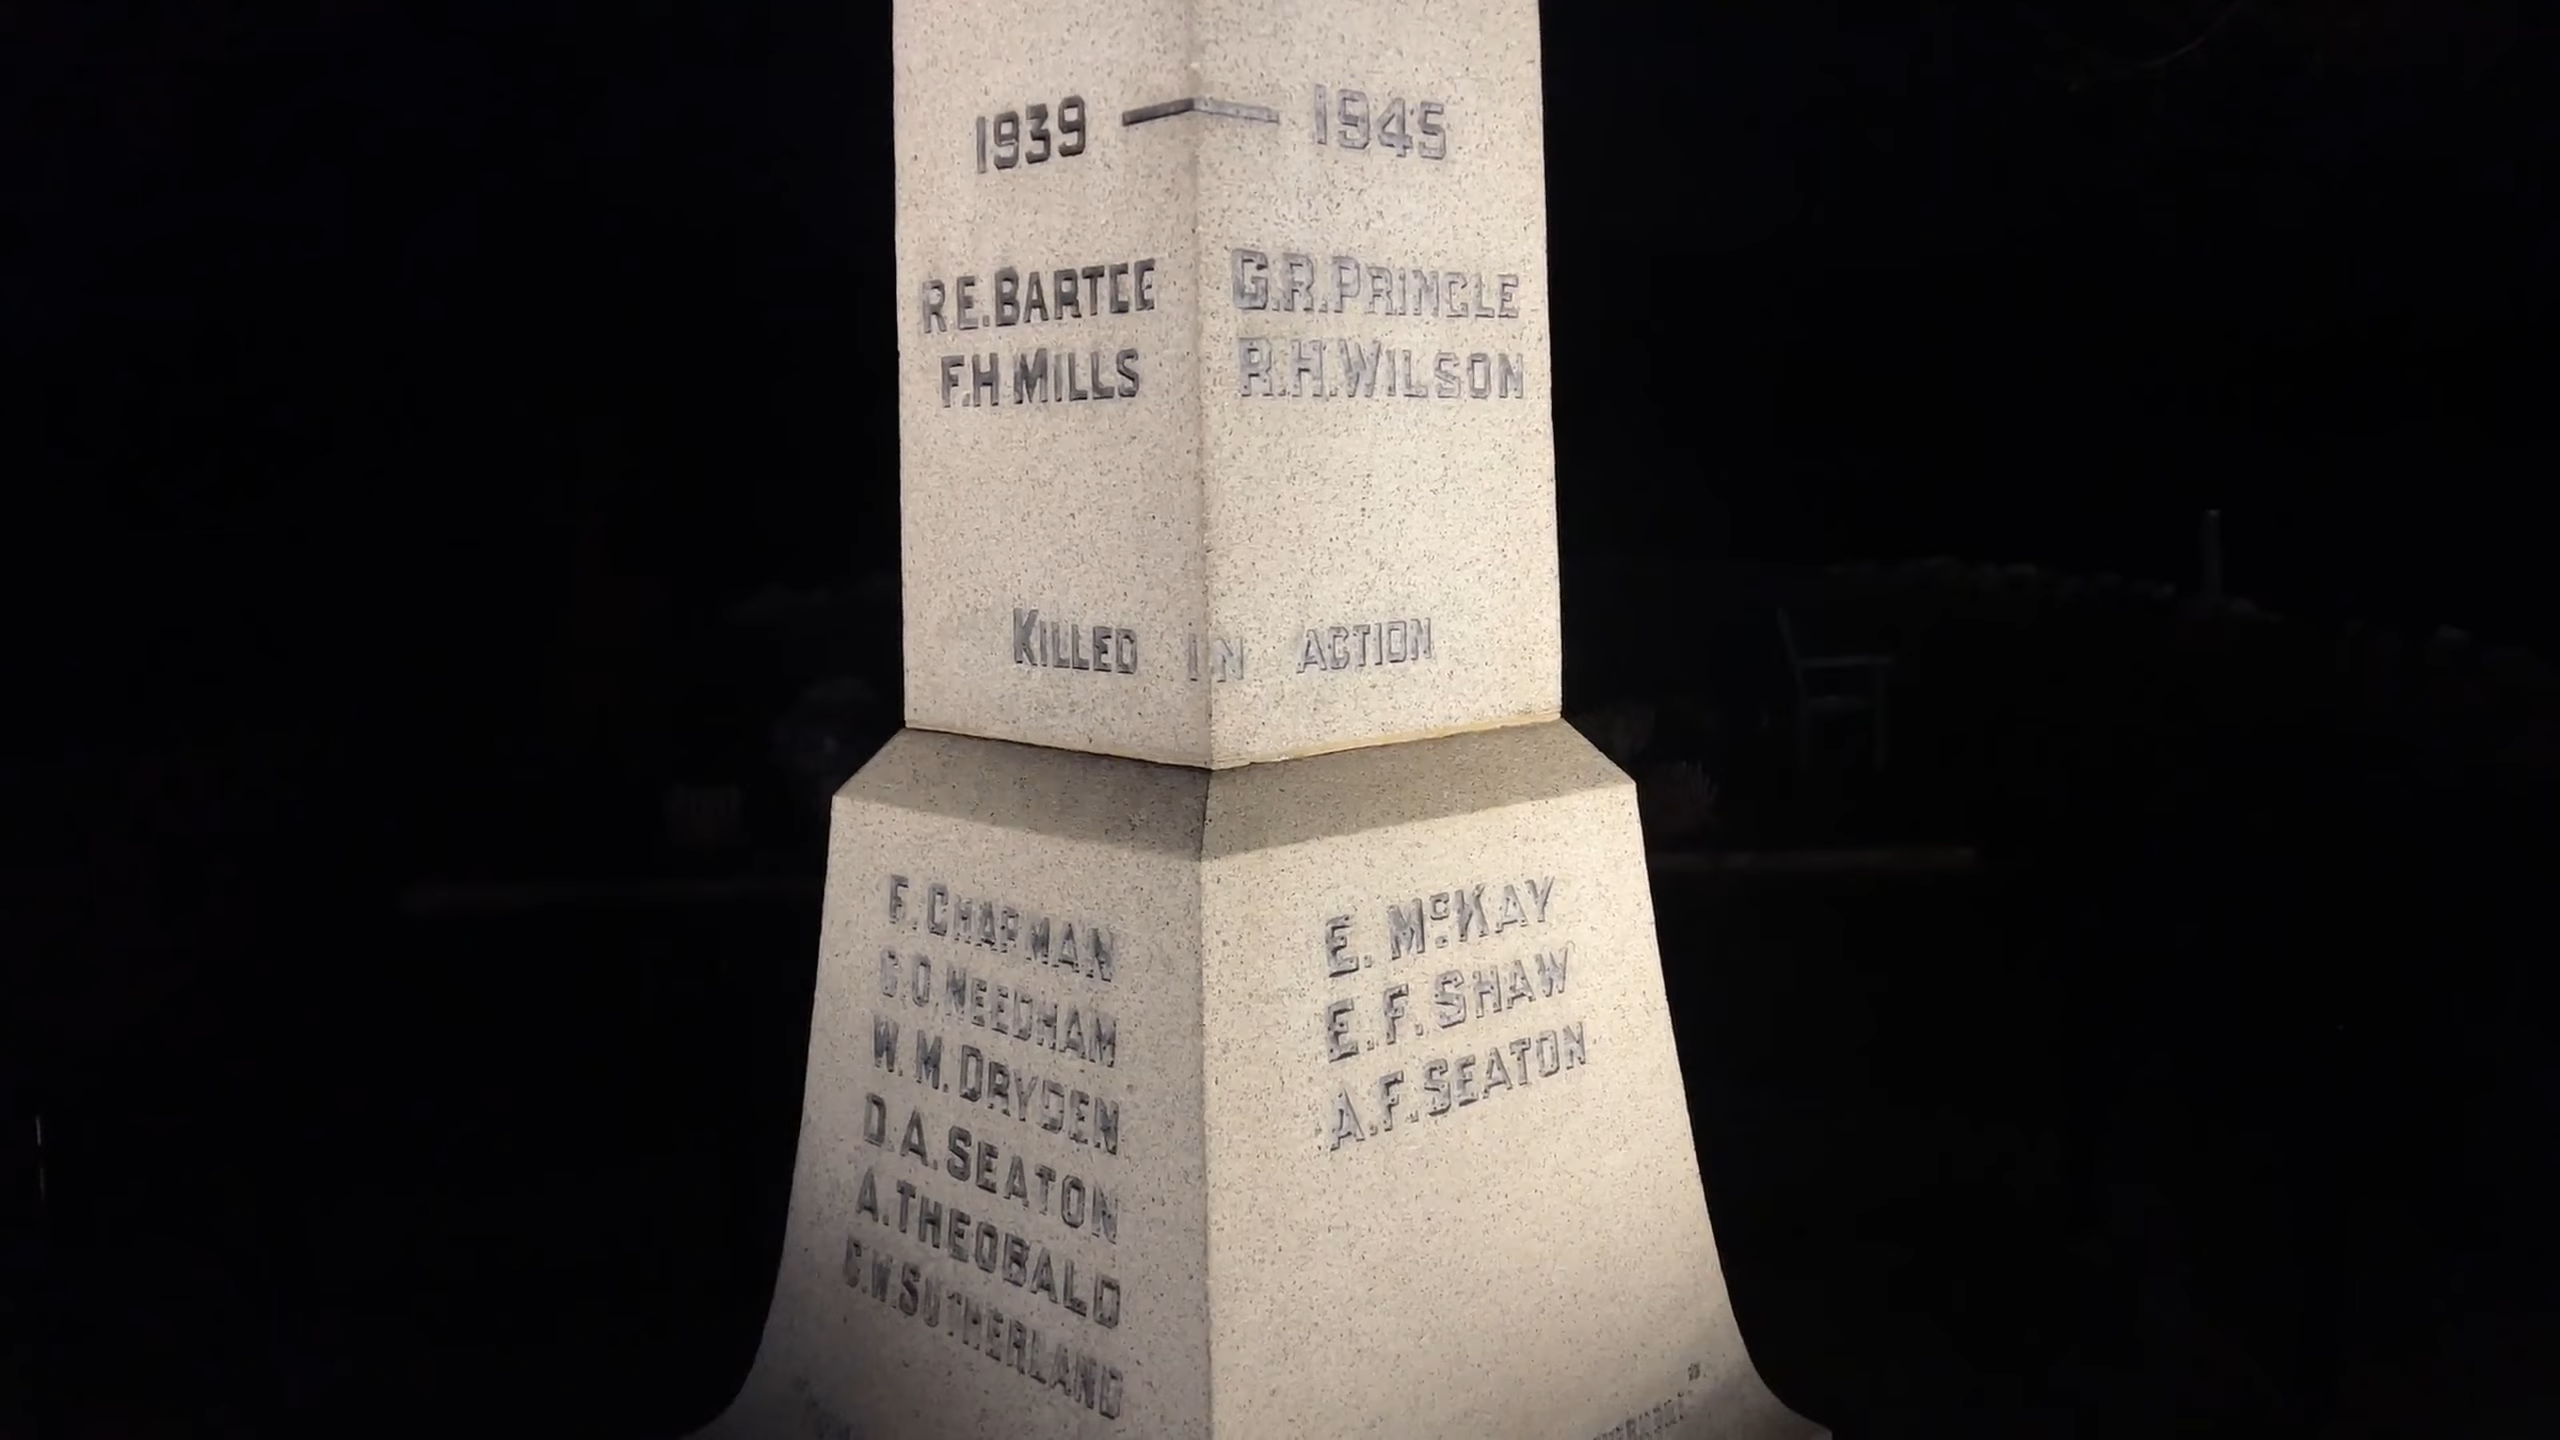 1939 — 1945
R.E. BARTEE G.R. PRINGLE
F.H MILLS R.H. WILSON
KILLED IN ACTION
F. CHAPMAN
G.O. NEEDHAM
W. M. DRYDEN
D. A. SEATON
A. THEOBALD
C.W. SUTHERLAND
E. McKAY
E. F. SHAW
A. F. SEATON